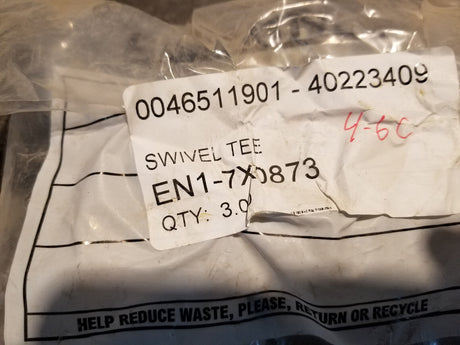 0046511901 - 40223409
4-6C
SWIVEL TEE
EN1-7X0873
QTY: 3.0
HELP REDUCE WASTE, PLEASE, RETURN OR RECYCLE